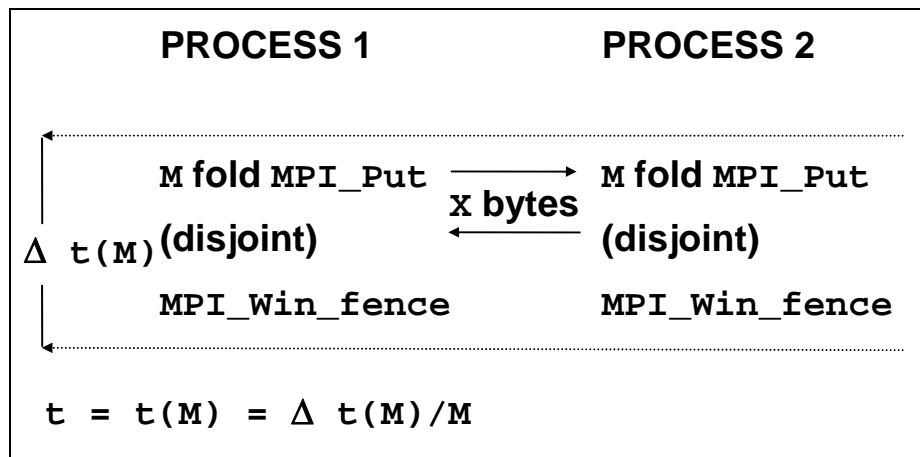 PROCESS 1 PROCESS 2
M fold MPI_Put M fold MPI_Put
X bytes
(disjoint) (disjoint)
Δ t(M)
MPI_Win_fence MPI_Win_fence
t = t(M) = Δ t(M)/M